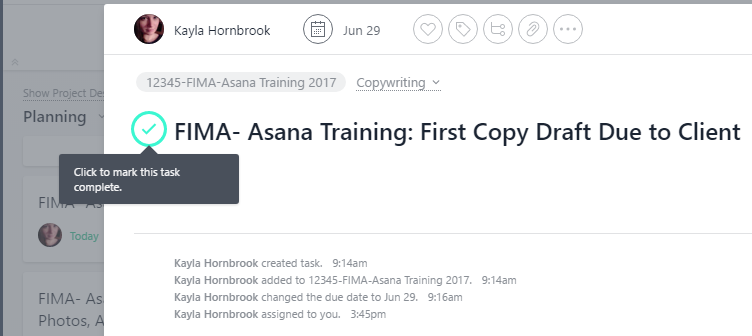 Kayla Hornbrook
Jun 29
12345-FIMA-Asana Training 2017
Copywriting
Show Project Des
Planning
FIMA- Asana Training: First Copy Draft Due to Client
Click to mark this task
complete.
FIMA- As
Today
Kayla Hornbrook created task. 9:14am
Kayla Hornbrook added to 12345-FIMA-Asana Training 2017. 9:14am
Kayla Hornbrook changed the due date to Jun 29. 9:16am
Kayla Hornbrook assigned to you. 3:45pm
FIMA- As
Photos, A